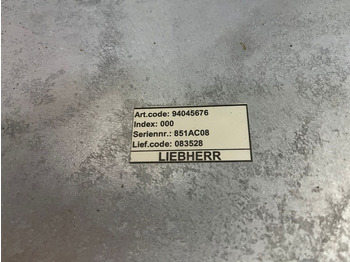 Art.code: 94045676
Index: 000
Seriennr.: 851AC08
Lief.code: 083528
LIEBHERR